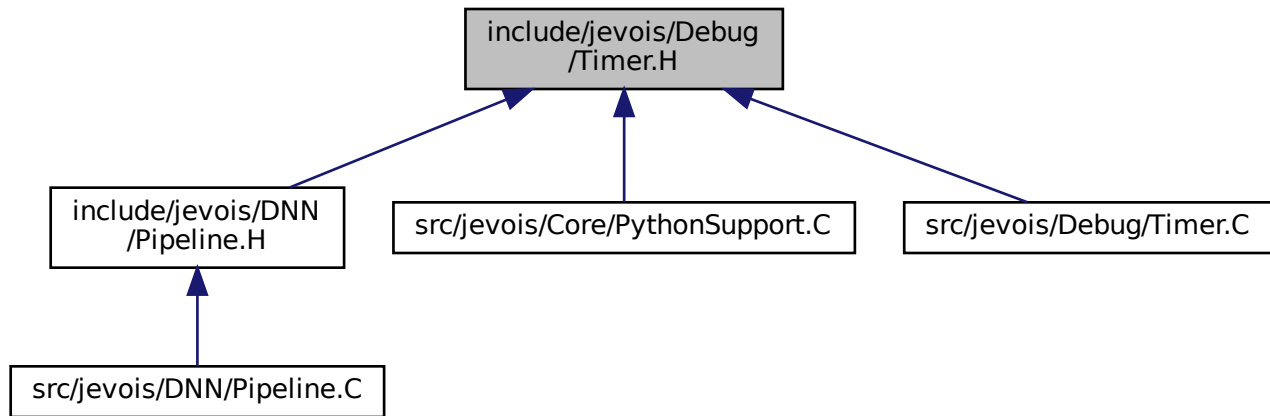 include/jevois/Debug
/Timer.H
include/jevois/DNN
/Pipeline.H
src/jevois/Core/PythonSupport.C
src/jevois/Debug/Timer.C
src/jevois/DNN/Pipeline.C